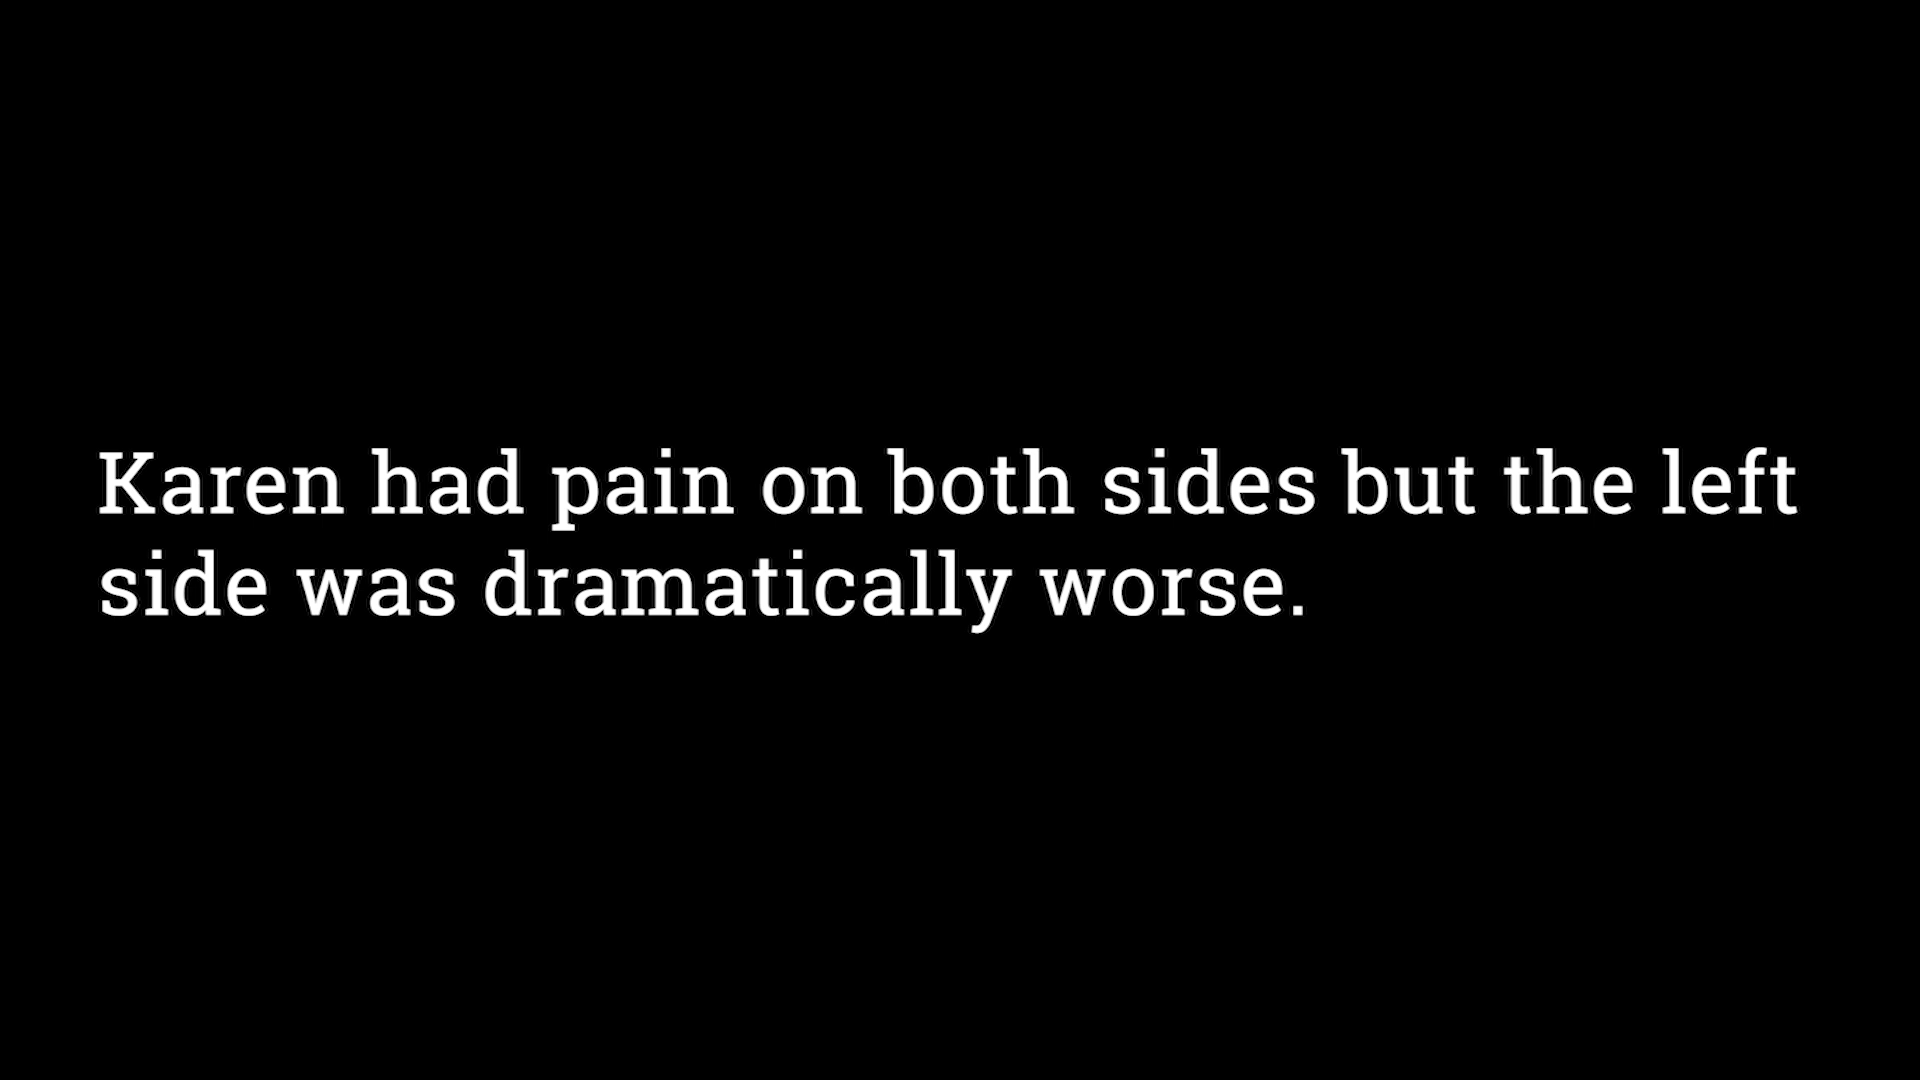 Karen had pain on both sides but the left
side was dramatically worse.